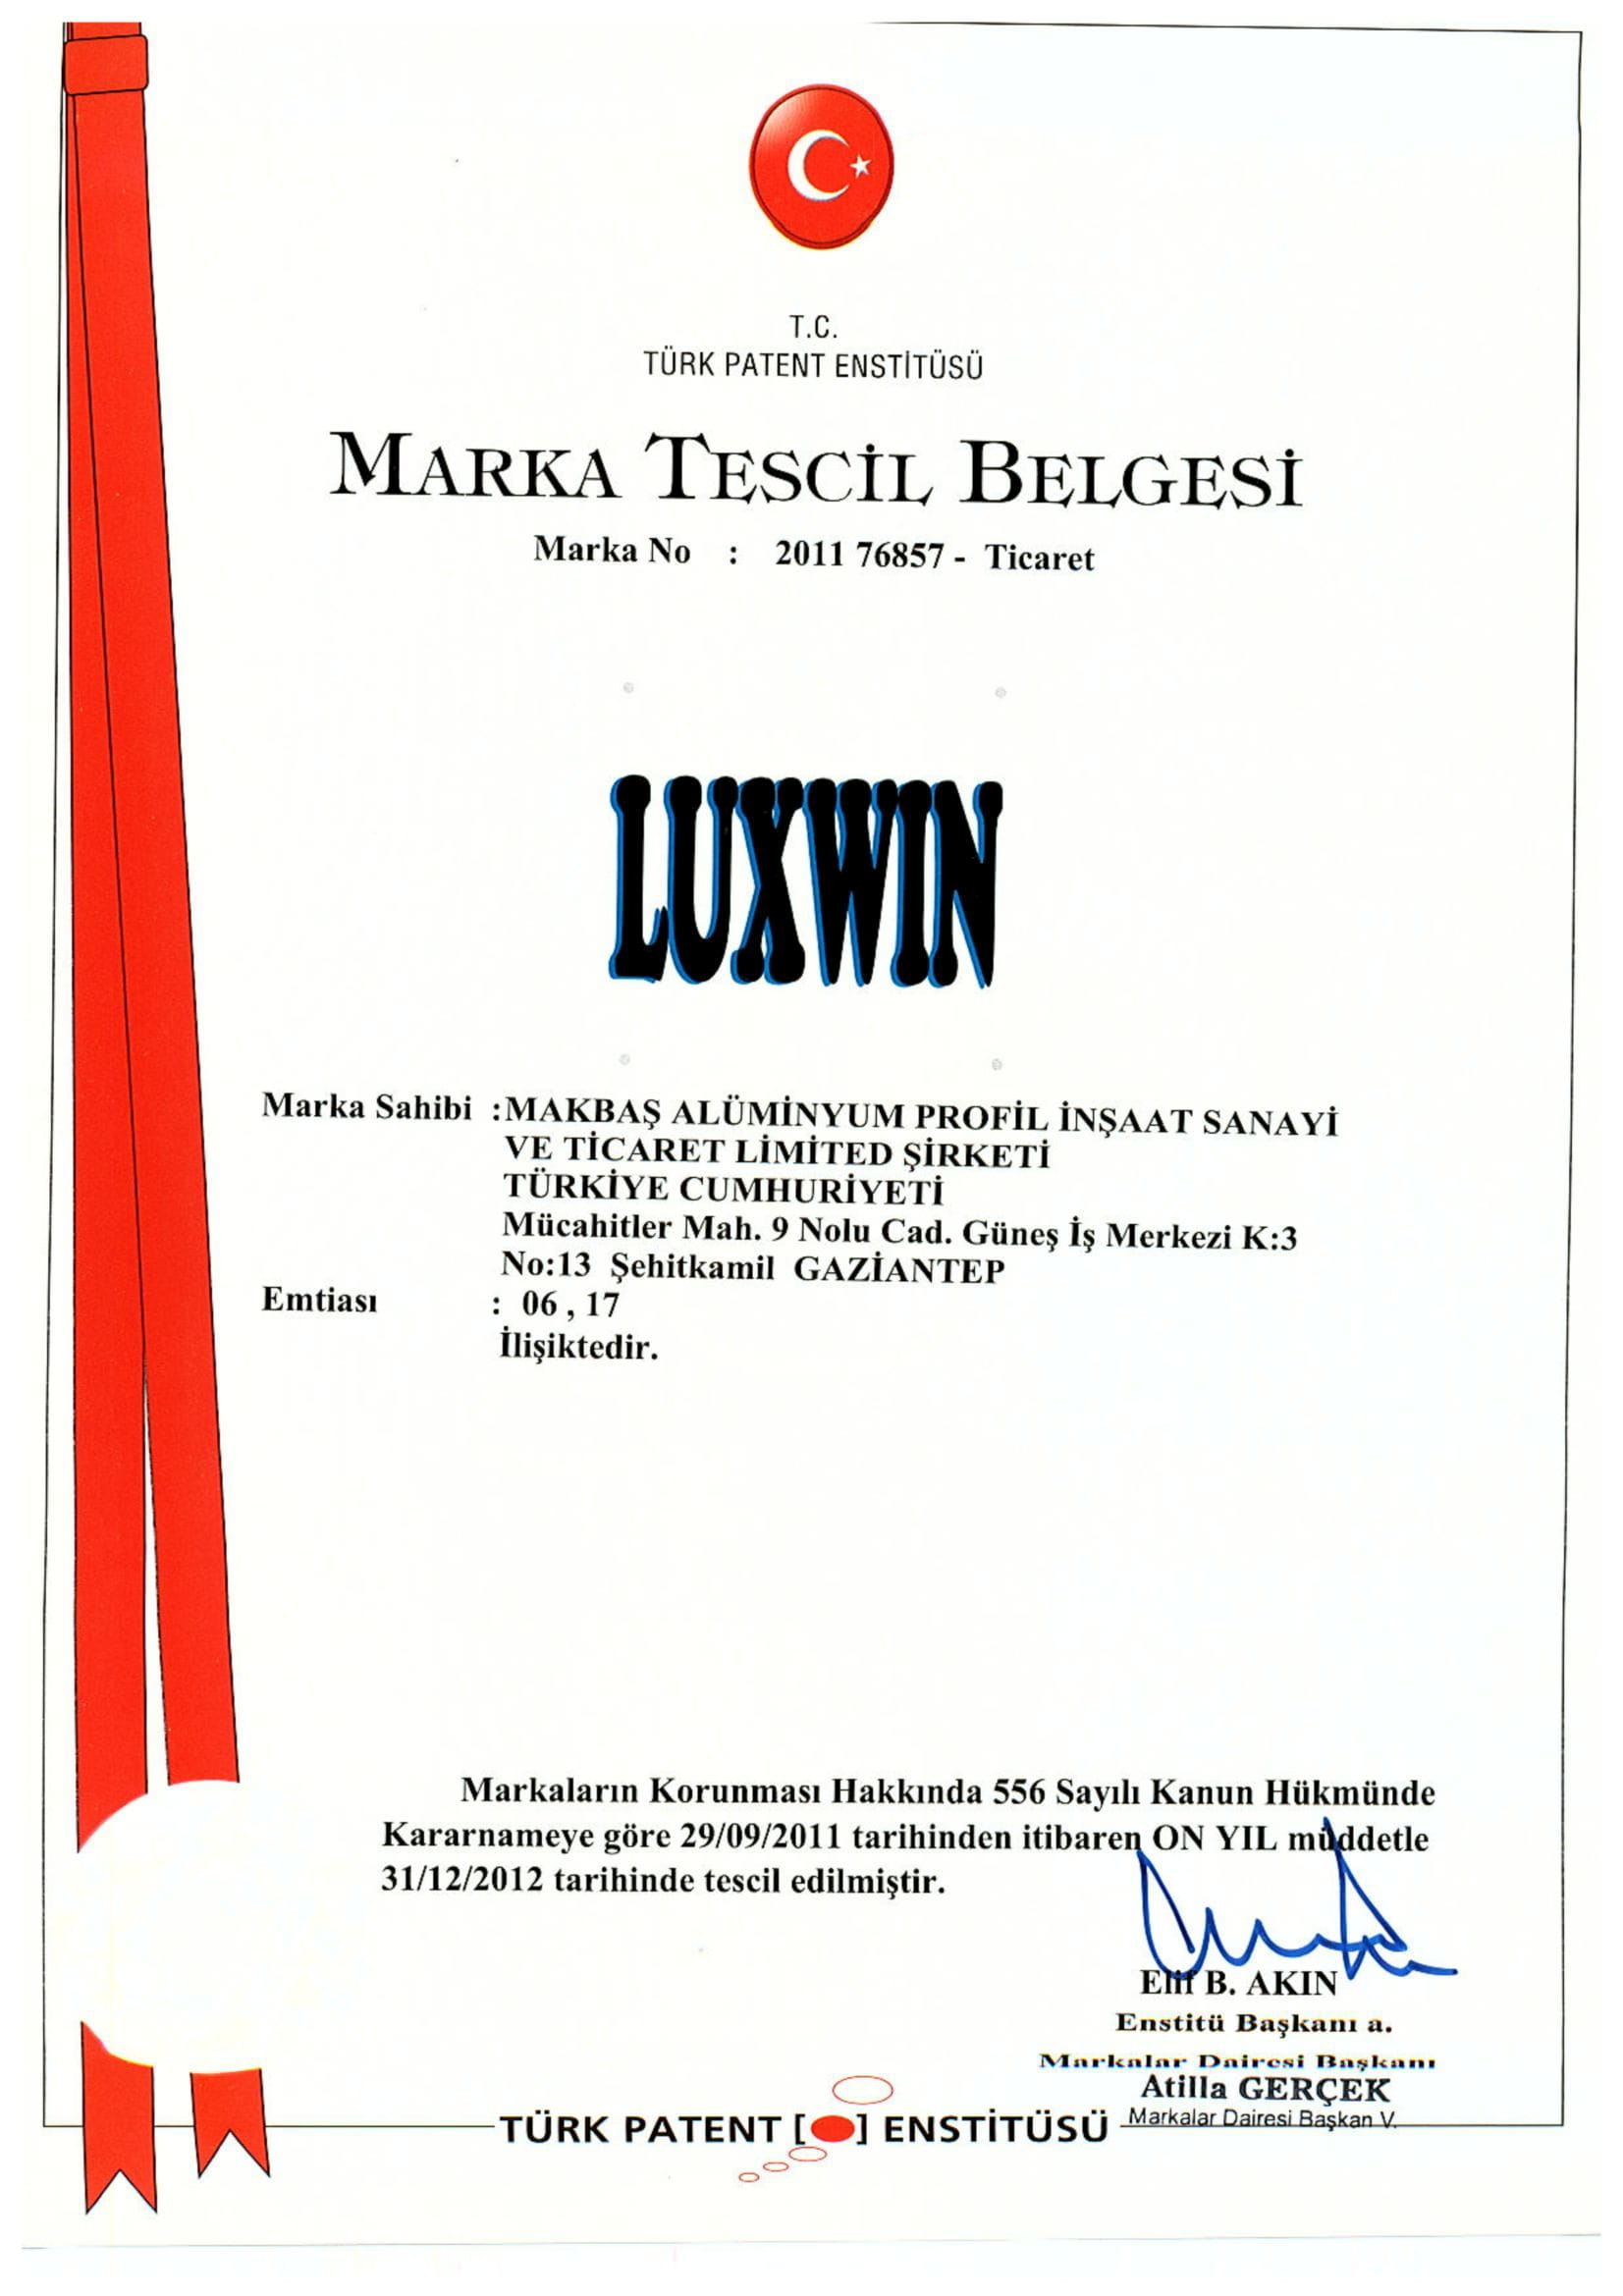 T.C.
TÜRK PATENT ENSTİTÜSÜ
MARKA TESCİL BELGESİ
Marka No : 2011 76857 - Ticaret
LUXWIN
Marka Sahibi :MAKBAŞ ALÜMİNYUM PROFİL İNŞAAT SANAYİ
VE TİCARET LİMİTED ŞİRKETİ
TÜRKİYE CUMHURİYETİ
Mücahitler Mah. 9 Nolu Cad. Güneş İş Merkezi K:3
No:13 Şehitkamil GAZİANTEP
Emtiası : 06 , 17
İlişiktedir.
Markaların Korunması Hakkında 556 Sayılı Kanun Hükmünde
Kararnameye göre 29/09/2011 tarihinden itibaren ON YIL müddetle
31/12/2012 tarihinde tescil edilmiştir.
Elif B. AKIN
Enstitü Başkanı a.
Markalar Dairesi Başkanı
Atilla GERÇEK
Markalar Dairesi Başkan V.
TÜRK PATENT [ ] ENSTİTÜSÜ